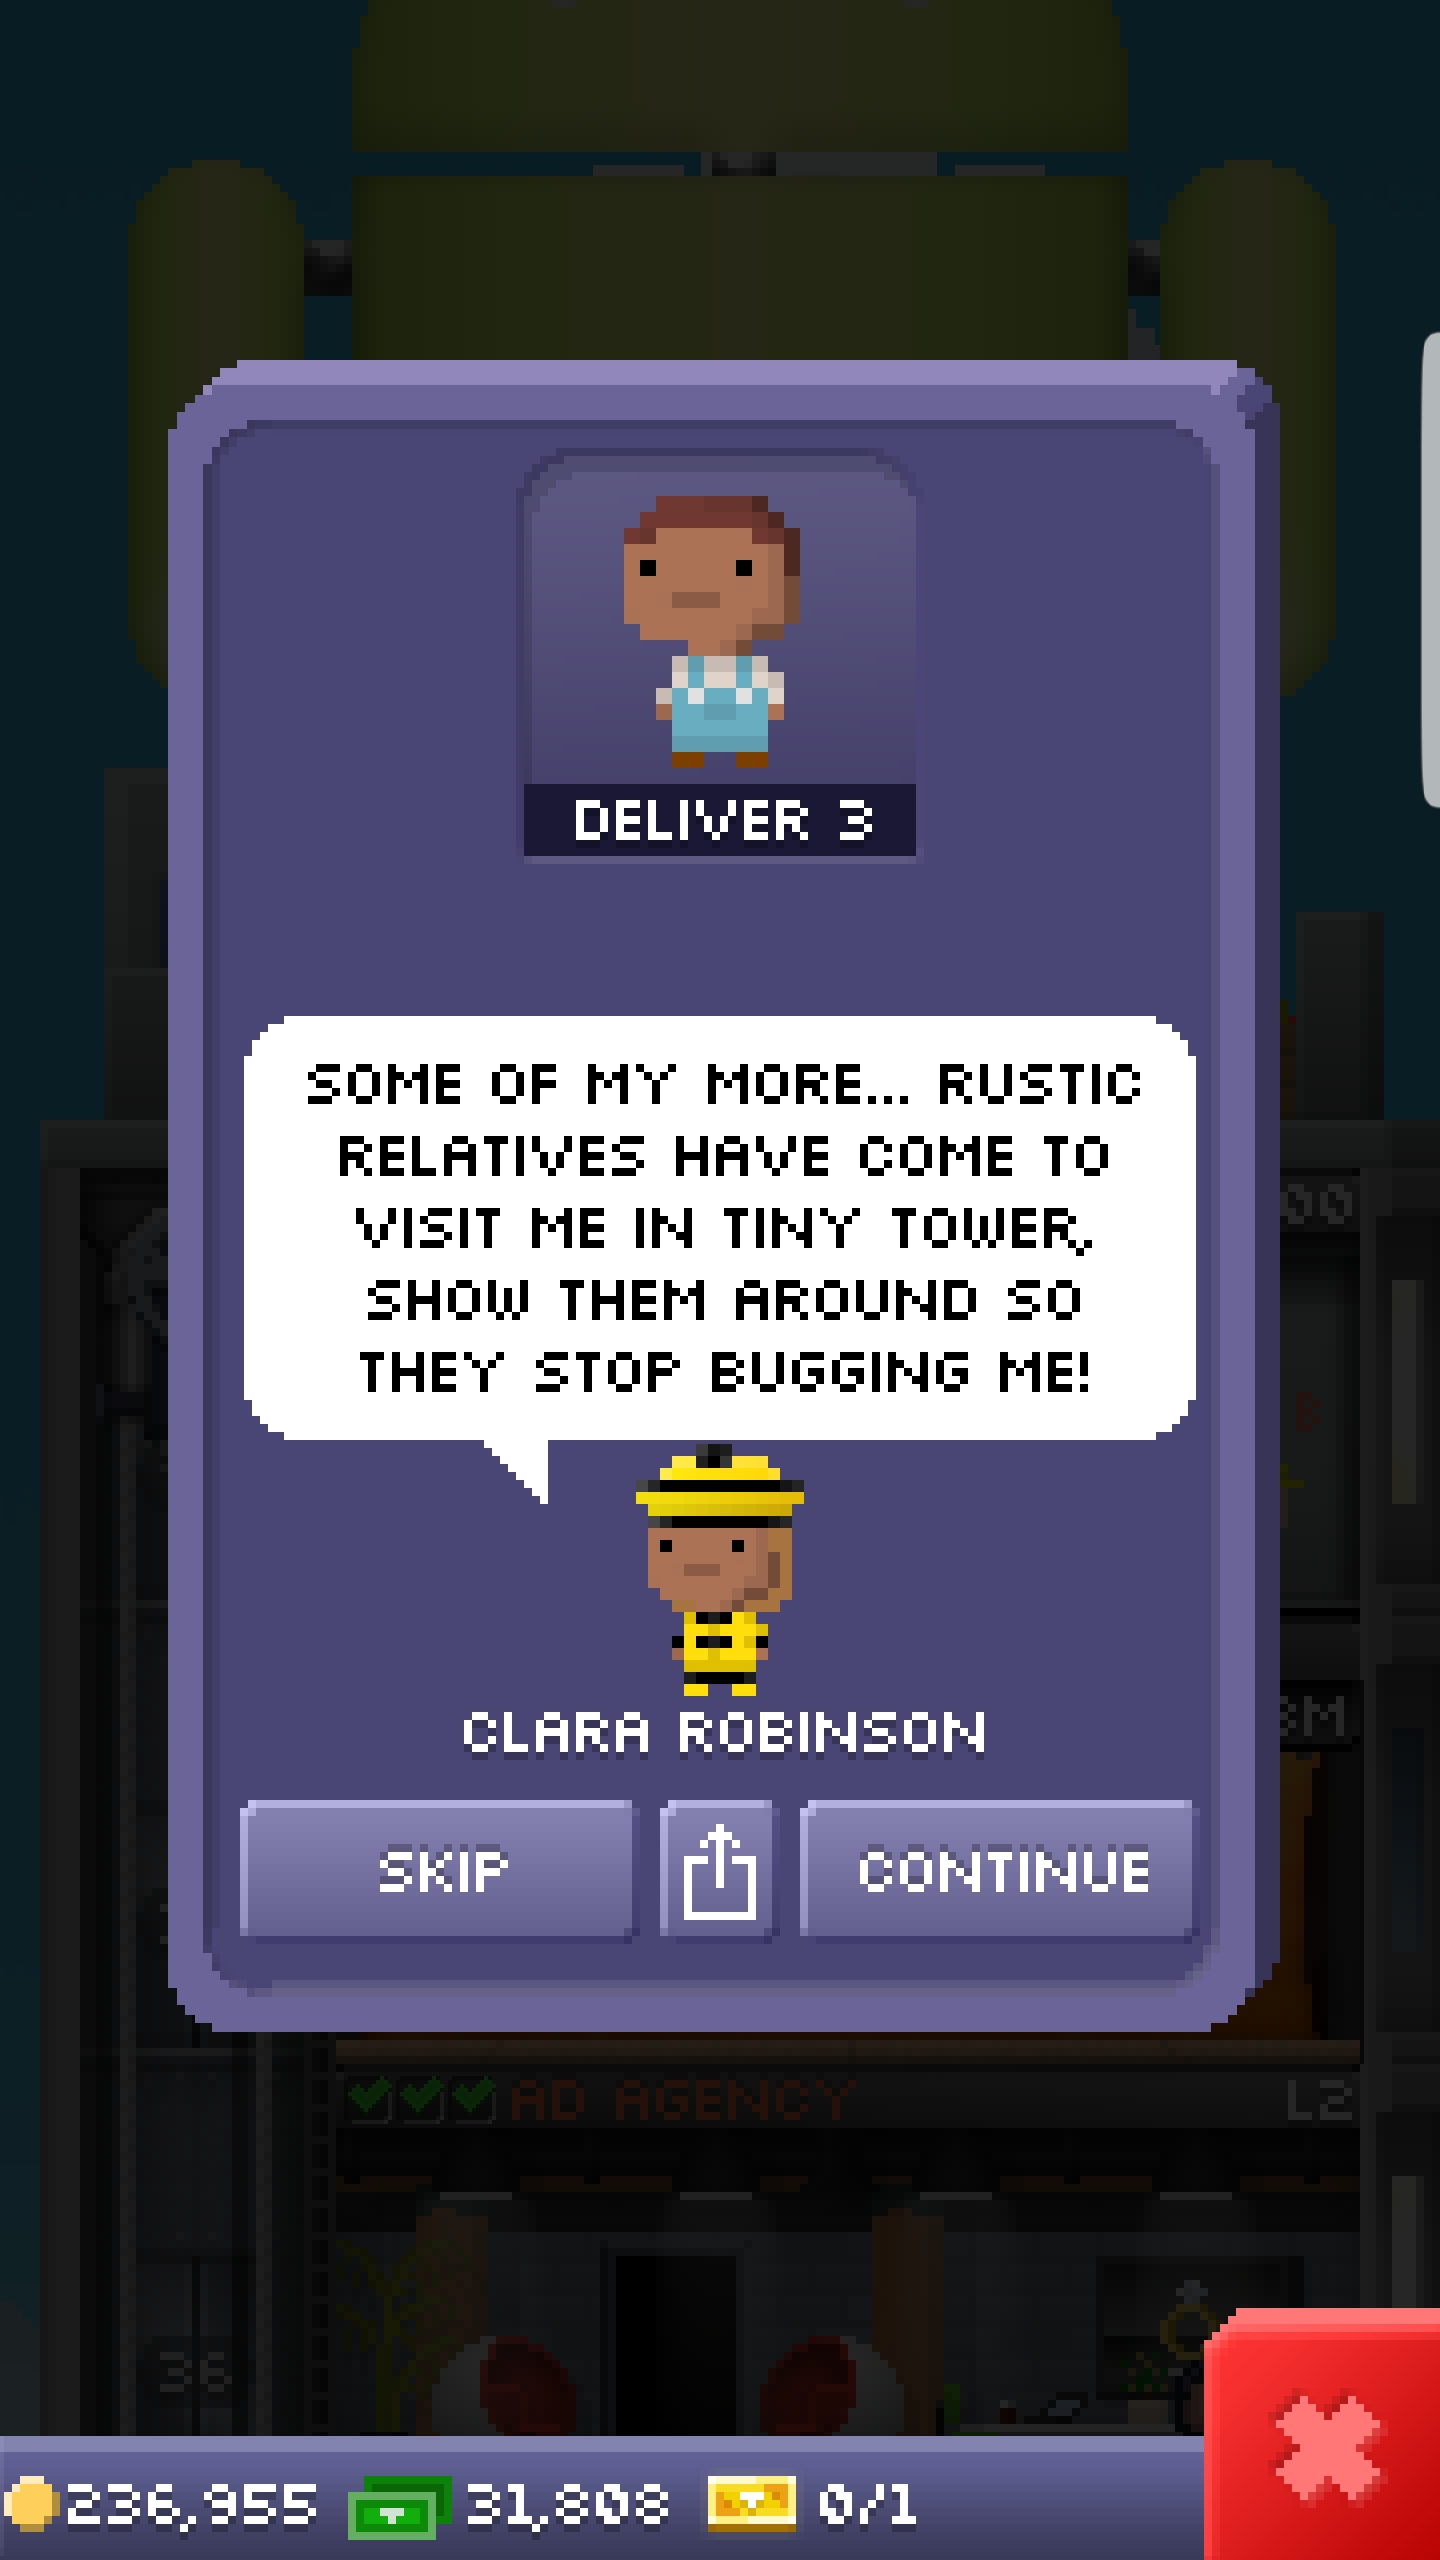 DELIVER 3
SOME OF MY MORE... RUSTIC
RELATIVES HAVE COME TO
VISIT ME IN TINY TOWER,
SHOW THEM AROUND SO
THEY STOP BUGGING ME!
CLARA ROBINSON
SKIP
CONTINUE
AD AGENCY
L2
36
236,955
31,808
0/1